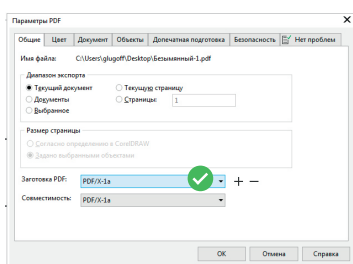 Параметры PDF
Общие Цвет Документ Объекты Допечатная подготовка Безопасность Нет проблем
Имя файла: C:\Users\glugoff\Desktop\Безымянный-1.pdf
Диапазон экспорта
Текущий документ Текущую страницу
Документы Страницы: 1
Выбранное
Размер страницы
Согласно определению в CorelDRAW
Задано выбранными объектами
Заготовка PDF: PDF/X-1a
Совместимость: PDF/X-1a
OK Отмена Справка